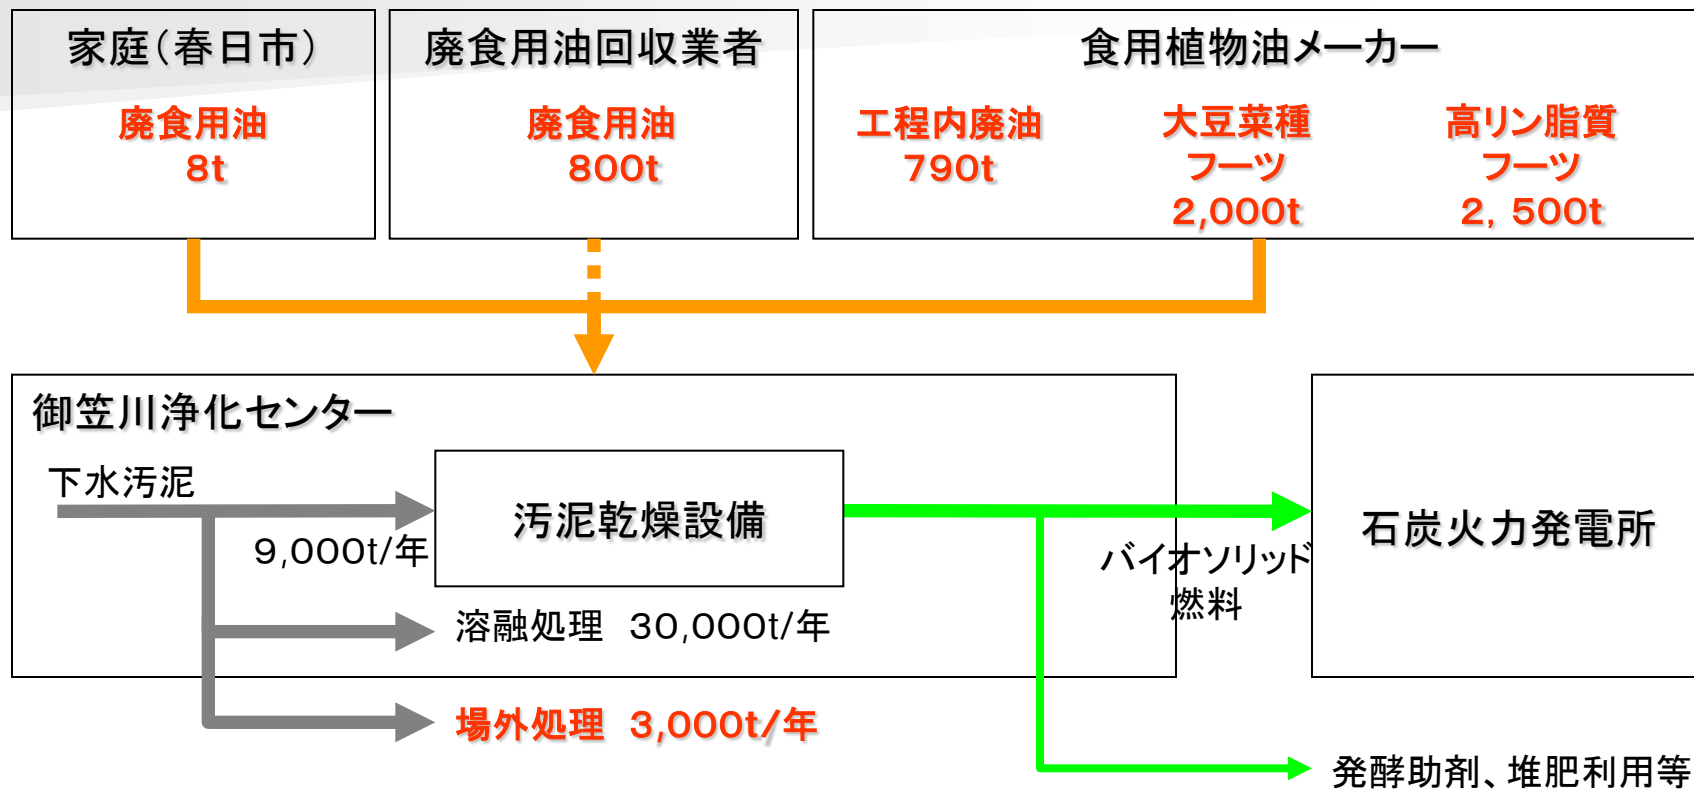 家庭（春日市）
廃食用油
8t
廃食用油回収業者
廃食用油
800t
食用植物油メーカー
工程内廃油
790t
大豆菜種
フーツ
2,000t
高リン脂質
フーツ
2，500t
御笠川浄化センター
下水汚泥
9,000t/年
汚泥乾燥設備
溶融処理　30,000t/年
場外処理　3,000t/年
バイオソリッド
燃料
石炭火力発電所
発酵助剤、堆肥利用等